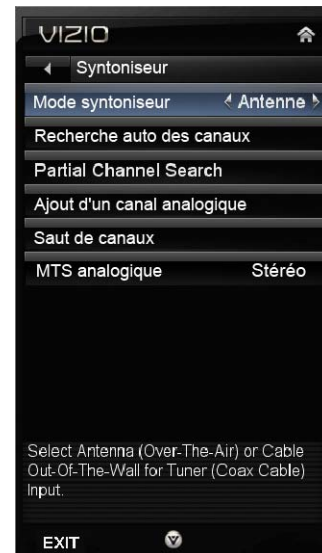 VIZIO
Syntoniseur
Mode syntoniseur Antenne
Recherche auto des canaux
Partial Channel Search
Ajout d'un canal analogique
Saut de canaux
MTS analogique Stéréo
Select Antenna (Over-The-Air) or Cable
Out-Of-The-Wall for Tuner (Coax Cable)
Input.
EXIT